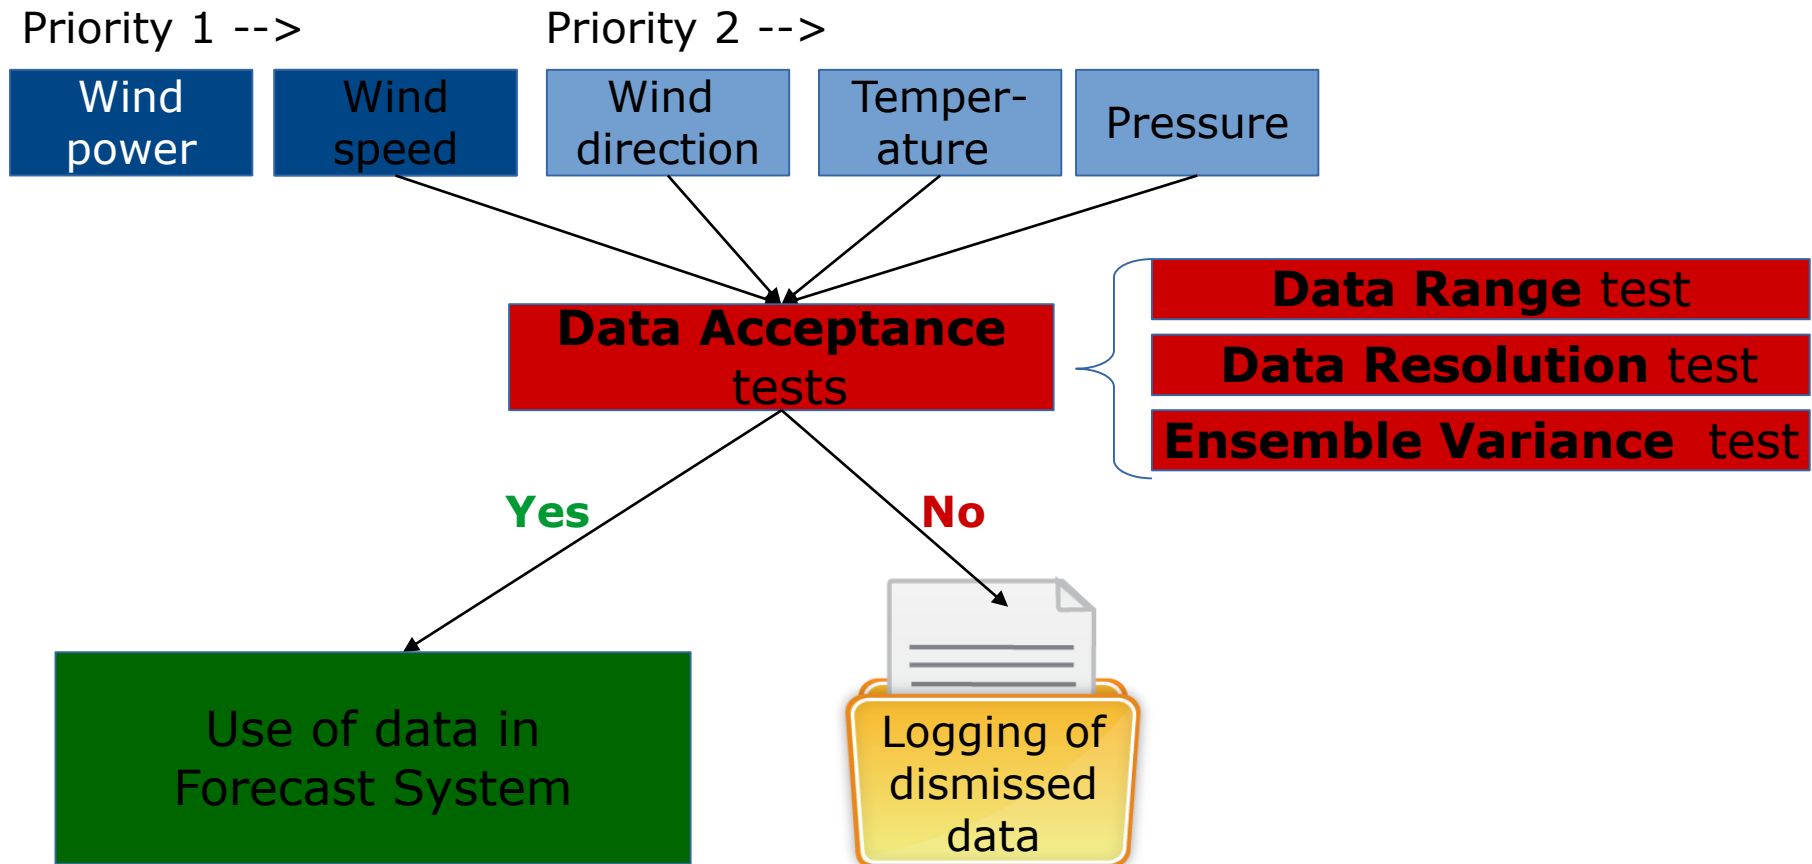 Priority 1 -->
Priority 2 -->
Wind
power
Wind
speed
Wind
direction
Temper-
ature
Pressure
Data Acceptance
tests
Data Range test
Data Resolution test
Ensemble Variance  test
Yes
No
Use of data in
Forecast System
Logging of
dismissed
data